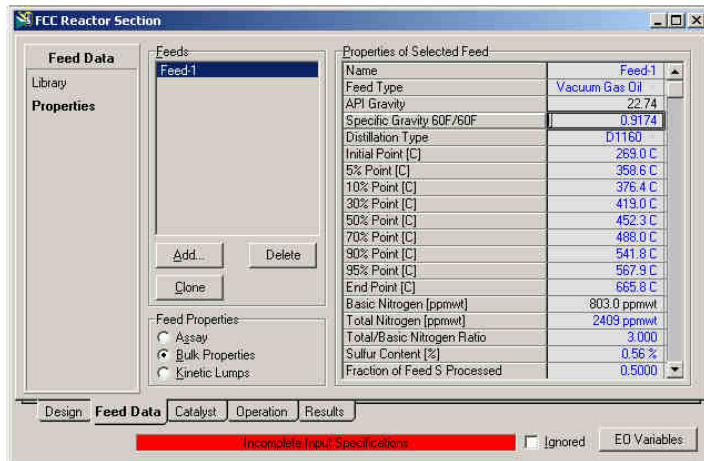 FCC Reactor Section
Feed Data
Library
Properties
Feeds
Feed-1
Add...
Delete
Clone
Feed Properties
Assay
Bulk Properties
Kinetic Lumps
Properties of Selected Feed
Name Feed-1
Feed Type Vacuum Gas Oil
API Gravity 22.74
Specific Gravity 60F/60F 0.9174
Distillation Type D1160
Initial Point [C] 269.0 C
5% Point [C] 358.6 C
10% Point [C] 376.4 C
30% Point [C] 419.0 C
50% Point [C] 452.3 C
70% Point [C] 488.0 C
90% Point [C] 541.8 C
95% Point [C] 567.9 C
End Point [C] 665.8 C
Basic Nitrogen [ppmwt] 803.0 ppmwt
Total Nitrogen [ppmwt] 2409 ppmwt
Total/Basic Nitrogen Ratio 3.000
Sulfur Content [%] 0.56 %
Fraction of Feed S Processed 0.5000
Design Feed Data Catalyst Operation Results
Incomplete Input Specifications
Ignored
EO Variables